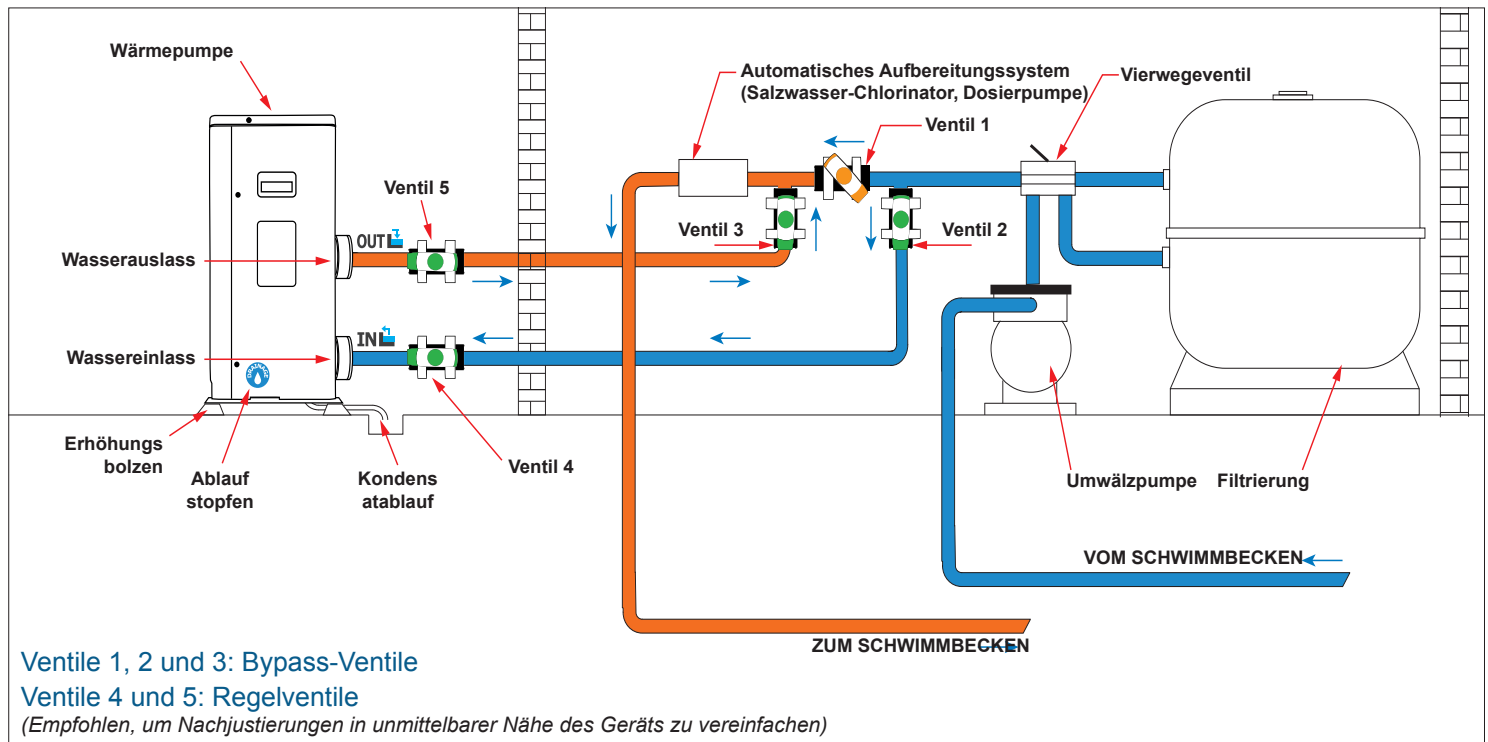 Wärmepumpe
Automatisches Aufbereitungssystem
(Salzwasser-Chlorinator, Dosierpumpe)
Vierwegeventil
Ventil 1
Ventil 5
Ventil 3
Ventil 2
OUT
Wasserauslass
IN
Wassereinlass
Erhöhungs
bolzen
Ablauf
stopfen
Kondens
atablauf
Ventil 4
Umwälzpumpe
Filtrierung
VOM SCHWIMMBECKEN
ZUM SCHWIMMBECKEN
Ventile 1, 2 und 3: Bypass-Ventile
Ventile 4 und 5: Regelventile
(Empfohlen, um Nachjustierungen in unmittelbarer Nähe des Geräts zu vereinfachen)